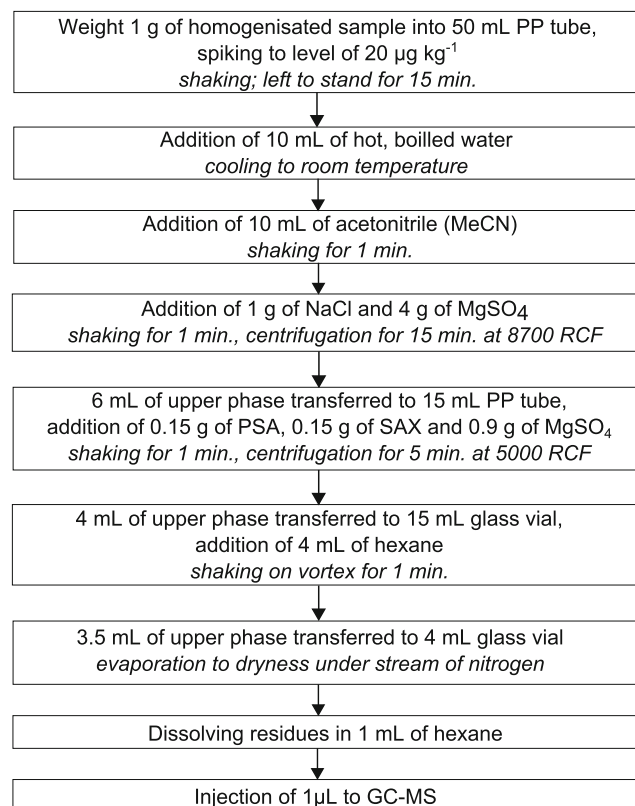 Weight 1 g of homogenisated sample into 50 mL PP tube,
spiking to level of 20 µg kg⁻¹
shaking; left to stand for 15 min.
Addition of 10 mL of hot, boilled water
cooling to room temperature
Addition of 10 mL of acetonitrile (MeCN)
shaking for 1 min.
Addition of 1 g of NaCl and 4 g of MgSO4
shaking for 1 min., centrifugation for 15 min. at 8700 RCF
6 mL of upper phase transferred to 15 mL PP tube,
addition of 0.15 g of PSA, 0.15 g of SAX and 0.9 g of MgSO₄
shaking for 1 min., centrifugation for 5 min. at 5000 RCF
4 mL of upper phase transferred to 15 mL glass vial,
addition of 4 mL of hexane
shaking on vortex for 1 min.
3.5 mL of upper phase transferred to 4 mL glass vial
evaporation to dryness under stream of nitrogen
Dissolving residues in 1 mL of hexane
Injection of 1µL to GC-MS